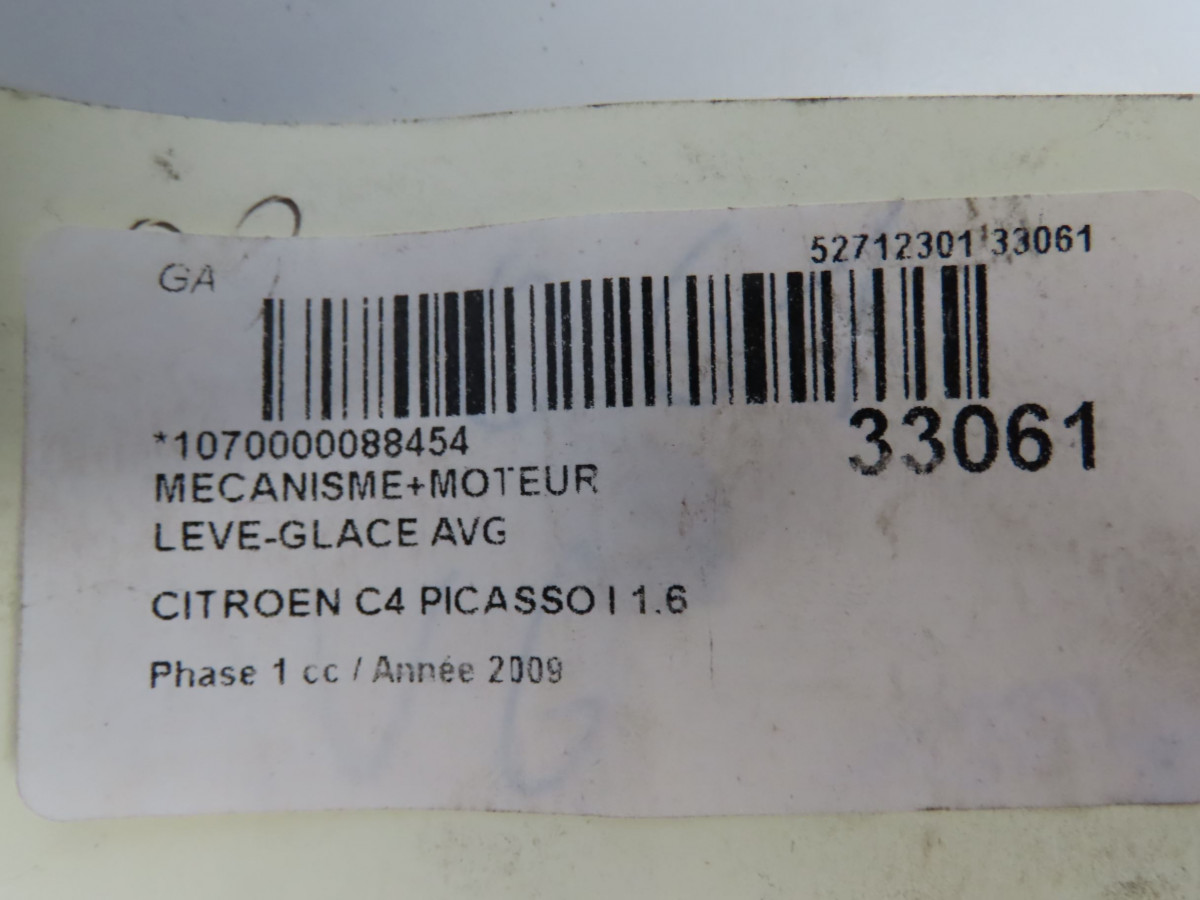 52712301 33061
GA
*1070000088454
33061
MECANISME+MOTEUR
LEVE-GLACE AVG
CITROEN C4 PICASSO I 1.6
Phase 1 cc / Année 2009